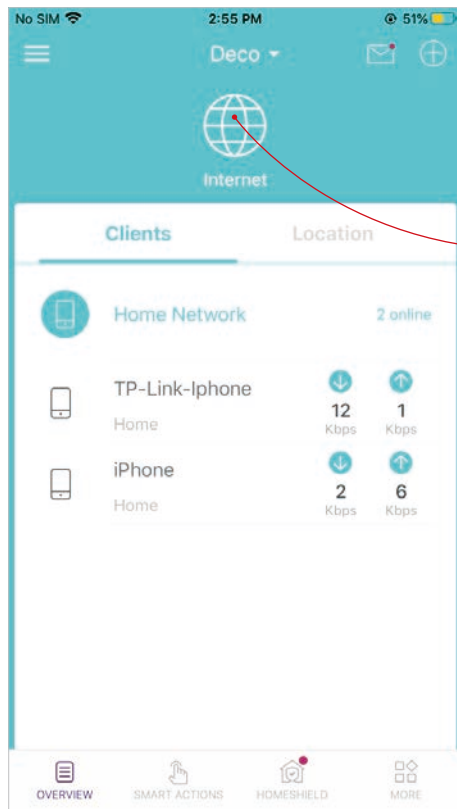 No SIM 2:55 PM 51%
Deco
Internet
Clients Location
Home Network 2 online
TP-Link-Iphone
12 1
Home Kbps Kbps
iPhone
2 6
Home Kbps Kbps
OVERVIEW SMART ACTIONS HOMESHIELD MORE